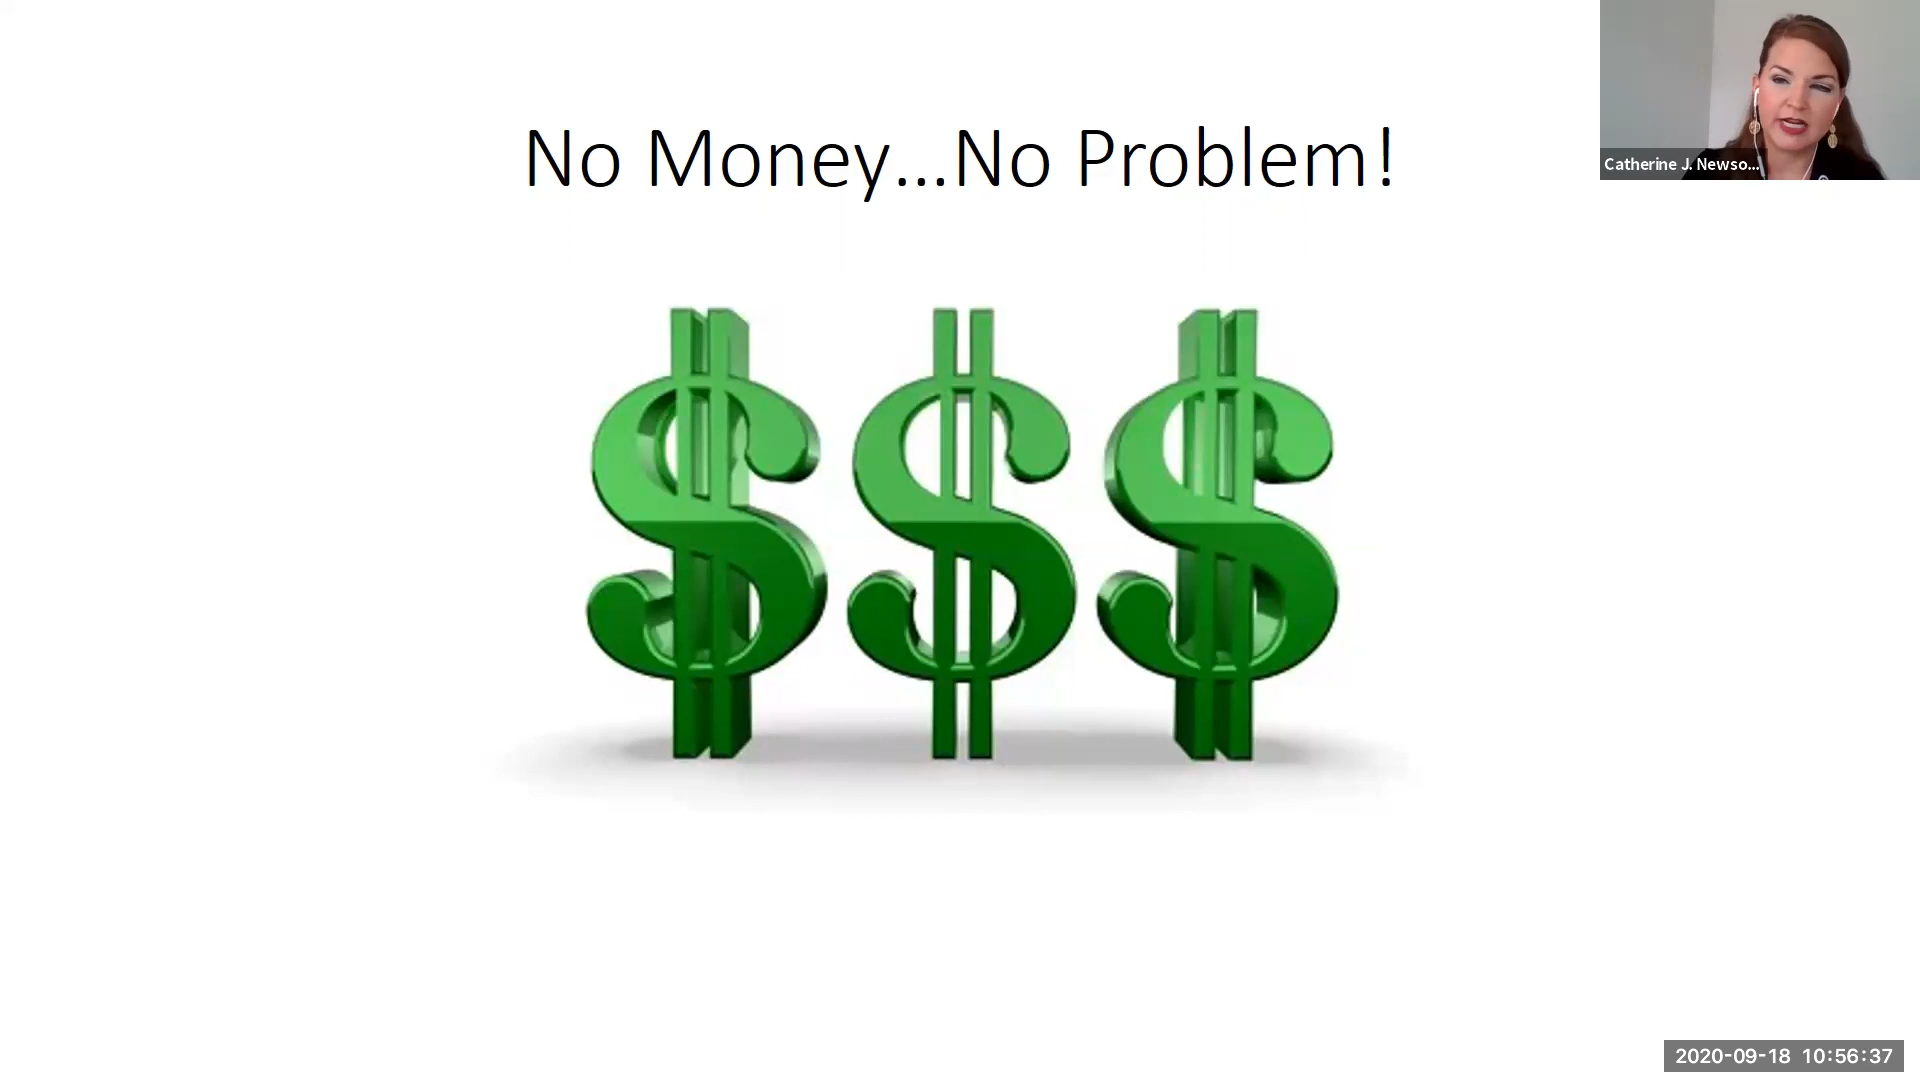 No Money...No Problem!
Catherine J. Newso...
$ $ $
2020-09-18 10:56:37